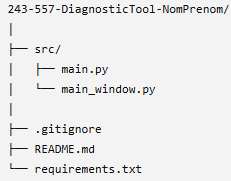 243-557-DiagnosticTool-NomPrenom/
│
├── src/
│   ├── main.py
│   └── main_window.py
│
├── .gitignore
├── README.md
└── requirements.txt